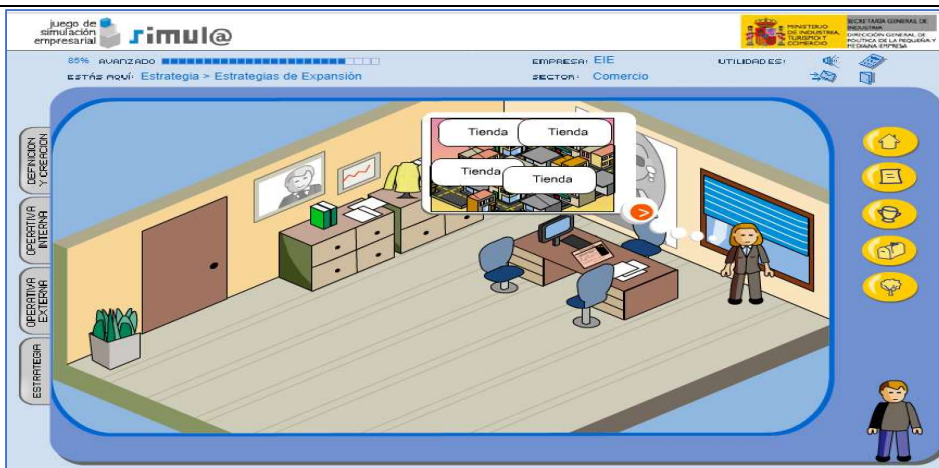 juego de
simulación
empresarial
simul@
MINISTERIO
DE INDUSTRIA,
TURISMO Y
COMERCIO
SECRETARÍA GENERAL DE
INDUSTRIA
DIRECCIÓN GENERAL DE
POLÍTICA DE LA PEQUEÑA Y
MEDIANA EMPRESA
85% AVANZADO
EMPRESA: EIE
UTILIDADES:
ESTÁS AQUÍ: Estrategia > Estrategias de Expansión
SECTOR: Comercio
DEFINICION
Y CREACION
OPERATIVA
INTERNA
OPERATIVA
EXTERNA
ESTRATEGIA
Tienda
Tienda
Tienda
Tienda